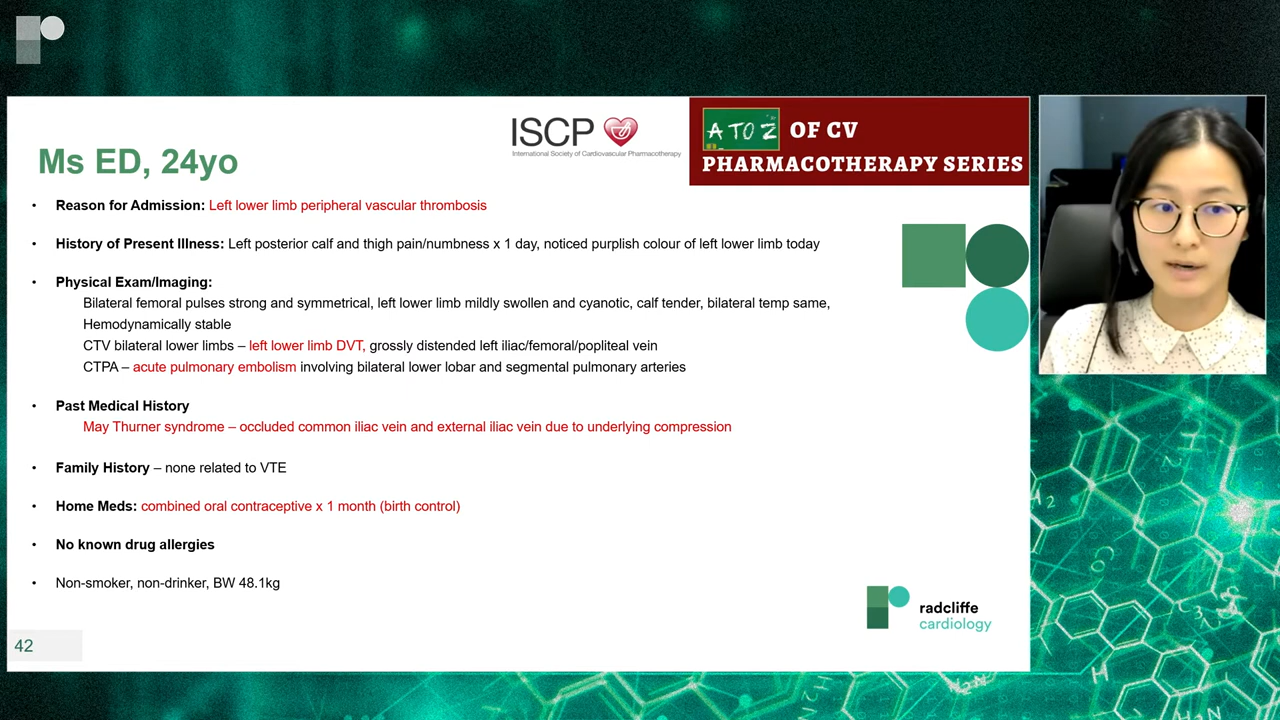 ISCP
International Society of Cardiovascular Pharmacotherapy
A TO Z OF CV
PHARMACOTHERAPY SERIES
Ms ED, 24yo
• Reason for Admission: Left lower limb peripheral vascular thrombosis
• History of Present Illness: Left posterior calf and thigh pain/numbness x 1 day, noticed purplish colour of left lower limb today
• Physical Exam/Imaging:
Bilateral femoral pulses strong and symmetrical, left lower limb mildly swollen and cyanotic, calf tender, bilateral temp same,
Hemodynamically stable
CTV bilateral lower limbs – left lower limb DVT, grossly distended left iliac/femoral/popliteal vein
CTPA – acute pulmonary embolism involving bilateral lower lobar and segmental pulmonary arteries
• Past Medical History
May Thurner syndrome – occluded common iliac vein and external iliac vein due to underlying compression
• Family History – none related to VTE
• Home Meds: combined oral contraceptive x 1 month (birth control)
• No known drug allergies
• Non-smoker, non-drinker, BW 48.1kg
radcliffe
cardiology
42
H2
H2
CO
C3
H
H2N
H2N
H
N